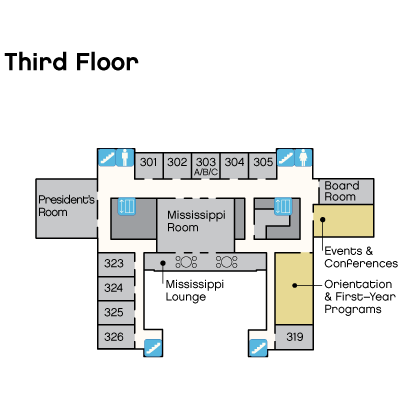 Third Floor
301
302
303
A/B/C
304
305
President's
Room
Board
Room
Mississippi
Room
Events &
Conferences
323
324
325
326
Mississippi
Lounge
Orientation
& First-Year
Programs
319